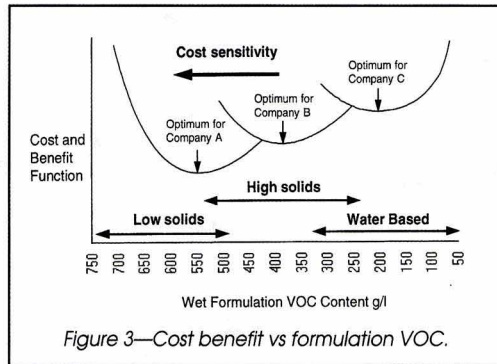 Cost sensitivity
Optimum for
Company C
Optimum for
Company B
Optimum for
Company A
Cost and
Benefit
Function
High solids
Low solids
Water Based
750
700
650
600
550
500
450
400
350
300
250
200
150
100
50
Wet Formulation VOC Content g/l
Figure 3—Cost benefit vs formulation VOC.